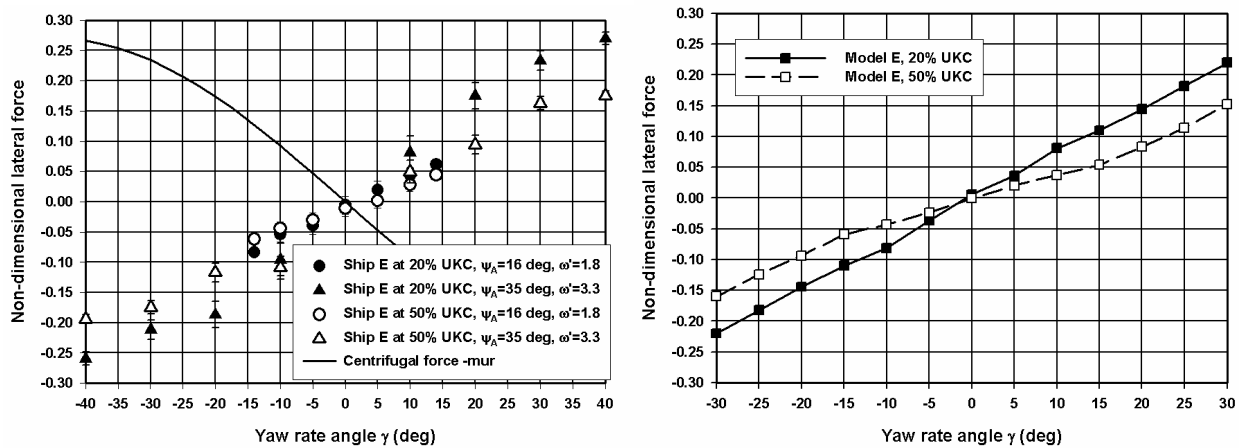 Non-dimensional lateral force
0.30
0.25
0.20
0.15
0.10
0.05
0.00
-0.05
-0.10
-0.15
-0.20
-0.25
-0.30
Ship E at 20% UKC, ψA=16 deg, ω'=1.8
Ship E at 20% UKC, ψA=35 deg, ω'=3.3
Ship E at 50% UKC, ψA=16 deg, ω'=1.8
Ship E at 50% UKC, ψA=35 deg, ω'=3.3
Centrifugal force -mur
-40 -35 -30 -25 -20 -15 -10 -5 0 5 10 15 20 25 30 35 40
Yaw rate angle γ (deg)
Non-dimensional lateral force
0.30
0.25
0.20
0.15
0.10
0.05
0.00
-0.05
-0.10
-0.15
-0.20
-0.25
-0.30
Model E, 20% UKC
Model E, 50% UKC
-30 -25 -20 -15 -10 -5 0 5 10 15 20 25 30
Yaw rate angle γ (deg)